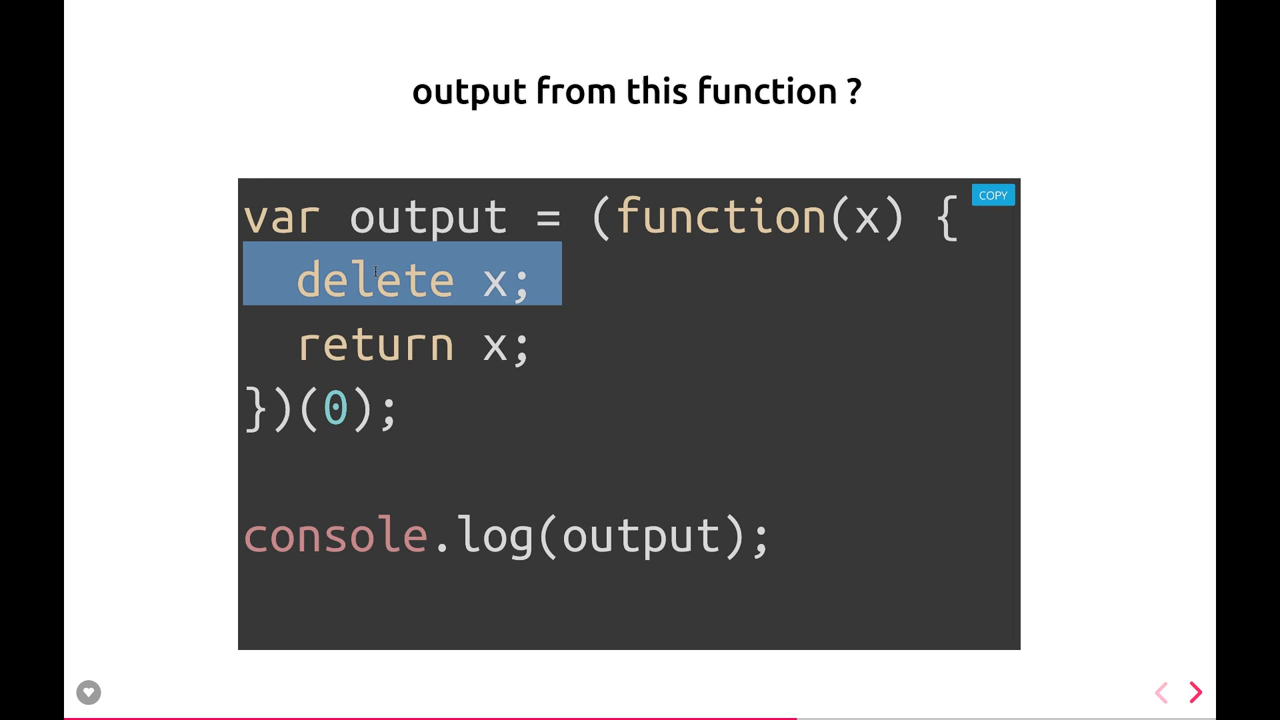 output from this function ?
COPY
var output = (function(x) {
  delete x;
  return x;
})(0);
console.log(output);